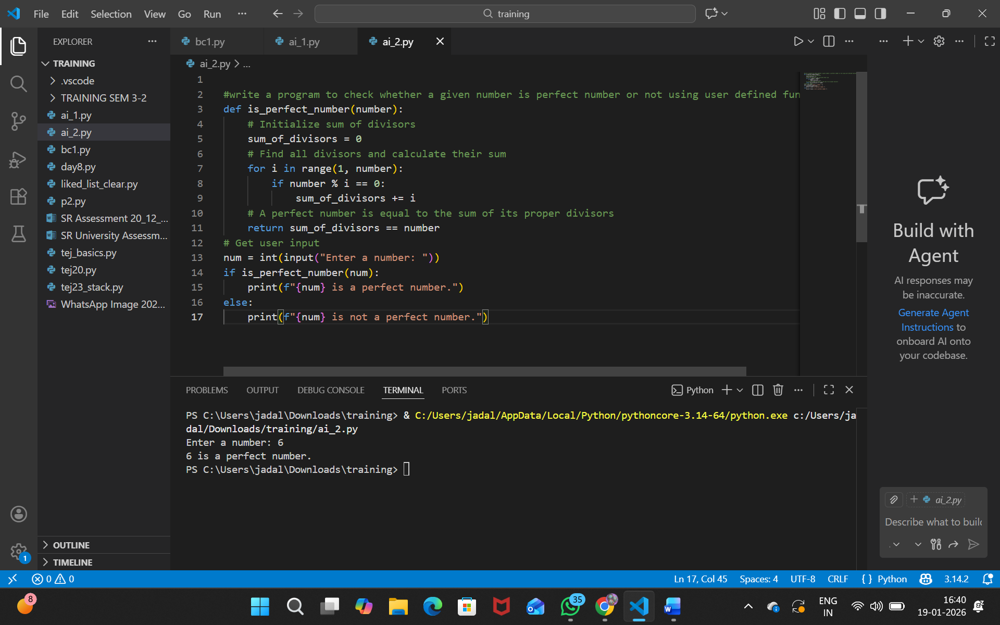 File Edit Selection View Go Run
training
EXPLORER
bc1.py
ai_1.py
ai_2.py
TRAINING
.vscode
TRAINING SEM 3-2
ai_1.py
ai_2.py
bc1.py
day8.py
liked_list_clear.py
p2.py
SR Assessment 20_12_...
SR University Assessm...
tej_basics.py
tej20.py
tej23_stack.py
WhatsApp Image 202...
OUTLINE
TIMELINE
ai_2.py > ...
1
2 #write a program to check whether a given number is perfect number or not using user defined fun
3 def is_perfect_number(number):
4 # Initialize sum of divisors
5 sum_of_divisors = 0
6 # Find all divisors and calculate their sum
7 for i in range(1, number):
8 if number % i == 0:
9 sum_of_divisors += i
10 # A perfect number is equal to the sum of its proper divisors
11 return sum_of_divisors == number
12 # Get user input
13 num = int(input("Enter a number: "))
14 if is_perfect_number(num):
15 print(f"{num} is a perfect number.")
16 else:
17 print(f"{num} is not a perfect number.")
PROBLEMS OUTPUT DEBUG CONSOLE TERMINAL PORTS
Python
PS C:\Users\jadal\Downloads\training> & C:/Users/jadal/AppData/Local/Python/pythoncore-3.14-64/python.exe c:/Users/ja
dal/Downloads/training/ai_2.py
Enter a number: 6
6 is a perfect number.
PS C:\Users\jadal\Downloads\training>
Build with
Agent
AI responses may
be inaccurate.
Generate Agent
Instructions to
onboard AI onto
your codebase.
ai_2.py
Describe what to build
1
0 0
Ln 17, Col 45 Spaces: 4 UTF-8 CRLF { } Python 3.14.2
8
35
ENG
IN
16:40
19-01-2026